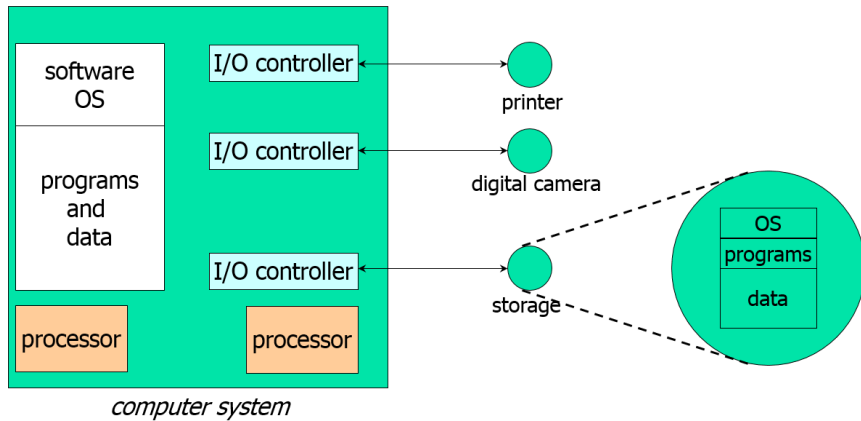 software
OS
programs
and
data
I/O controller
I/O controller
I/O controller
processor
processor
computer system
printer
digital camera
storage
OS
programs
data